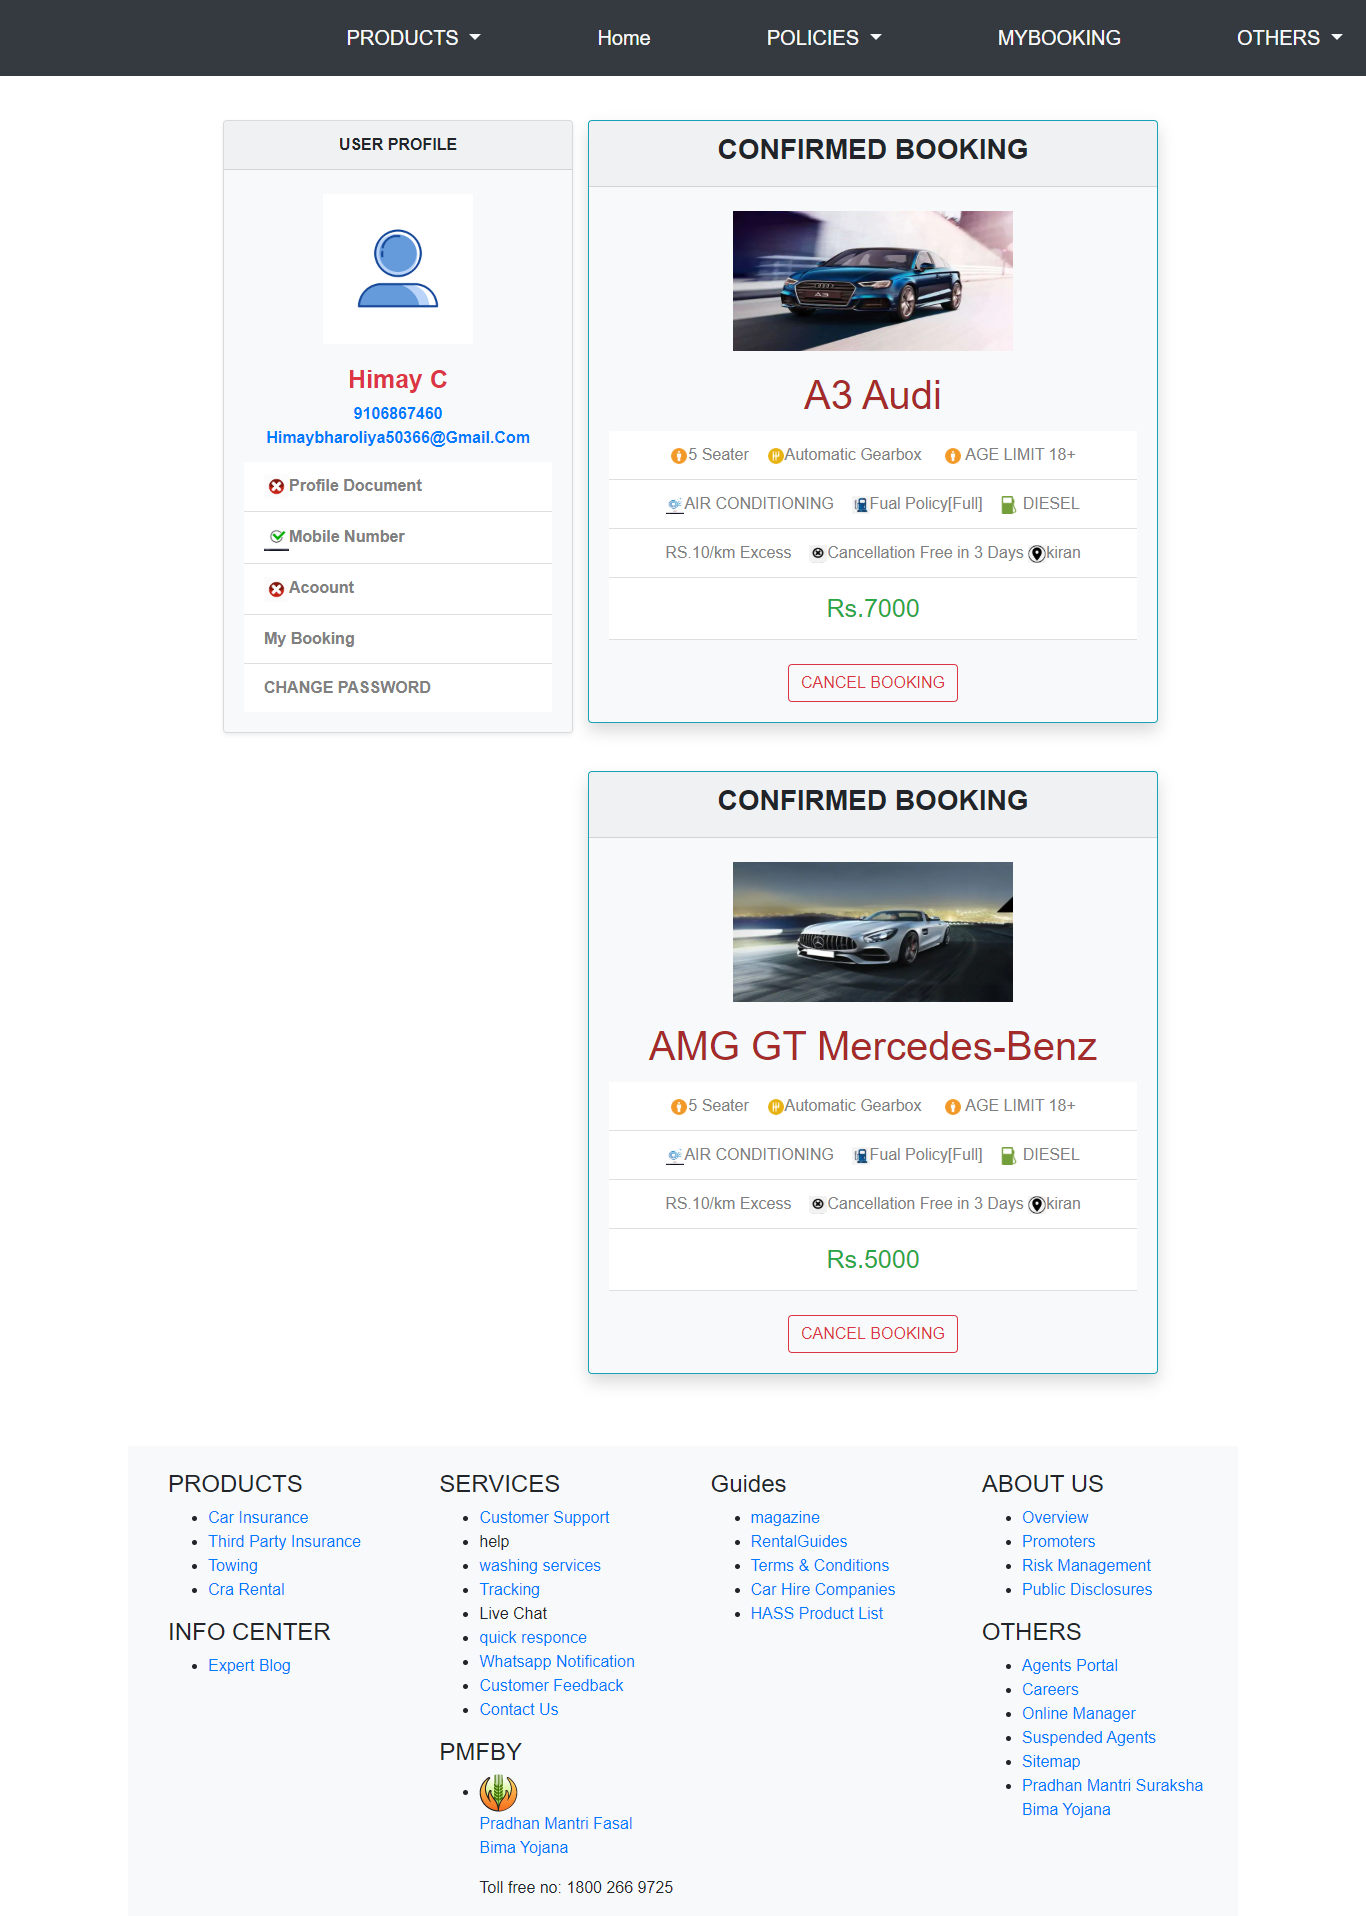 PRODUCTS
Home
POLICIES
MYBOOKING
OTHERS
USER PROFILE
Himay C
9106867460
Himaybharoliya50366@Gmail.Com
Profile Document
Mobile Number
Acoount
My Booking
CHANGE PASSWORD
CONFIRMED BOOKING
A3
A3 Audi
5 Seater Automatic Gearbox AGE LIMIT 18+
AIR CONDITIONING Fual Policy[Full] DIESEL
RS.10/km Excess Cancellation Free in 3 Days kiran
Rs.7000
CANCEL BOOKING
CONFIRMED BOOKING
AMG GT Mercedes-Benz
5 Seater Automatic Gearbox AGE LIMIT 18+
AIR CONDITIONING Fual Policy[Full] DIESEL
RS.10/km Excess Cancellation Free in 3 Days kiran
Rs.5000
CANCEL BOOKING
PRODUCTS
Car Insurance
Third Party Insurance
Towing
Cra Rental
INFO CENTER
Expert Blog
SERVICES
Customer Support
help
washing services
Tracking
Live Chat
quick responce
Whatsapp Notification
Customer Feedback
Contact Us
PMFBY
Pradhan Mantri Fasal
Bima Yojana
Toll free no: 1800 266 9725
Guides
magazine
RentalGuides
Terms & Conditions
Car Hire Companies
HASS Product List
ABOUT US
Overview
Promoters
Risk Management
Public Disclosures
OTHERS
Agents Portal
Careers
Online Manager
Suspended Agents
Sitemap
Pradhan Mantri Suraksha
Bima Yojana